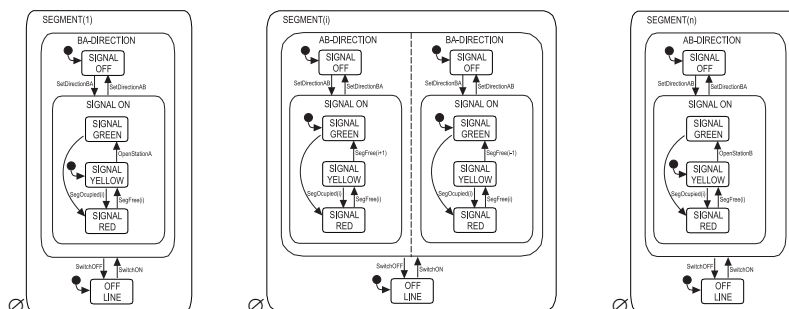 SEGMENT(1)
BA-DIRECTION
SIGNAL
OFF
SetDirectionBA
SetDirectionAB
SIGNAL ON
SIGNAL
GREEN
OpenStationA
SIGNAL
YELLOW
SegOcupied(i)
SegFree(i)
SIGNAL
RED
SwitchOFF
SwitchON
OFF
LINE
∅
SEGMENT(i)
AB-DIRECTION
SIGNAL
OFF
SetDirectionAB
SetDirectionBA
SIGNAL ON
SIGNAL
GREEN
SegFree(i+1)
SIGNAL
YELLOW
SegOcupied(i)
SegFree(i)
SIGNAL
RED
BA-DIRECTION
SIGNAL
OFF
SetDirectionBA
SetDirectionAB
SIGNAL ON
SIGNAL
GREEN
SegFree(i-1)
SIGNAL
YELLOW
SegOcupied(i)
SegFree(i)
SIGNAL
RED
SwitchOFF
SwitchON
OFF
LINE
∅
SEGMENT(n)
AB-DIRECTION
SIGNAL
OFF
SetDirectionAB
SetDirectionBA
SIGNAL ON
SIGNAL
GREEN
OpenStationB
SIGNAL
YELLOW
SegOcupied(i)
SegFree(i)
SIGNAL
RED
SwitchOFF
SwitchON
OFF
LINE
∅